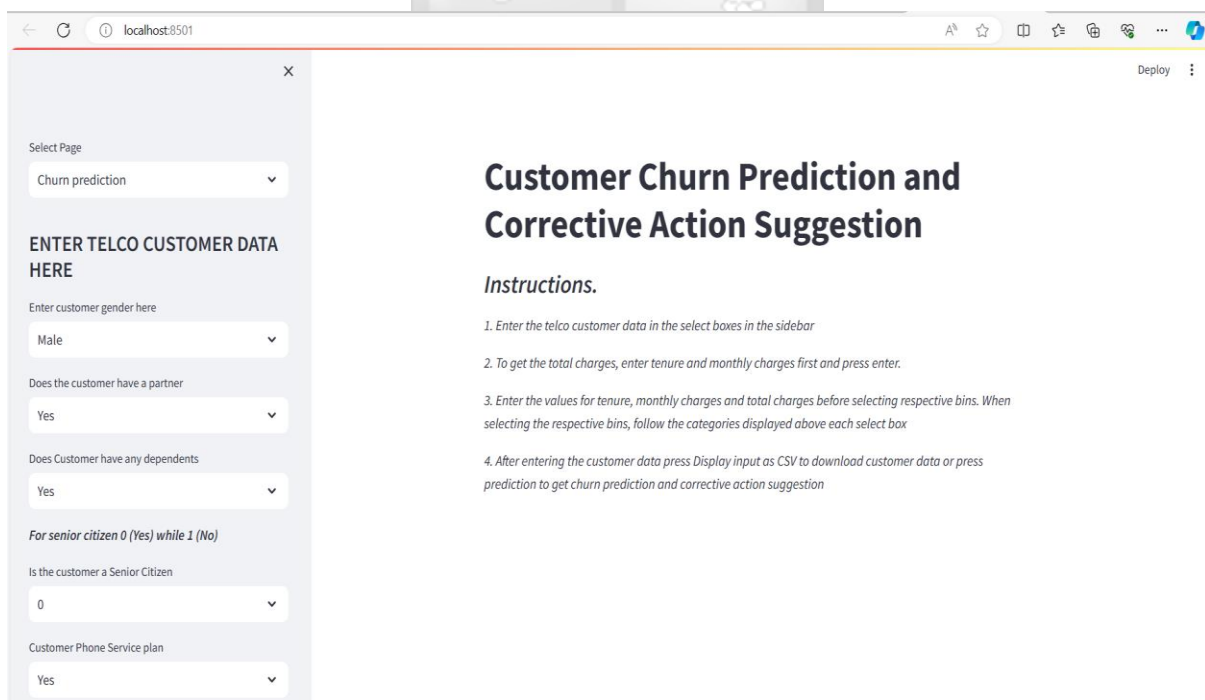 localhost:8501
Deploy
Select Page
Churn prediction
ENTER TELCO CUSTOMER DATA
HERE
Enter customer gender here
Male
Does the customer have a partner
Yes
Does Customer have any dependents
Yes
For senior citizen 0 (Yes) while 1 (No)
Is the customer a Senior Citizen
0
Customer Phone Service plan
Yes
Customer Churn Prediction and
Corrective Action Suggestion
Instructions.
1. Enter the telco customer data in the select boxes in the sidebar
2. To get the total charges, enter tenure and monthly charges first and press enter.
3. Enter the values for tenure, monthly charges and total charges before selecting respective bins. When
selecting the respective bins, follow the categories displayed above each select box
4. After entering the customer data press Display input as CSV to download customer data or press
prediction to get churn prediction and corrective action suggestion